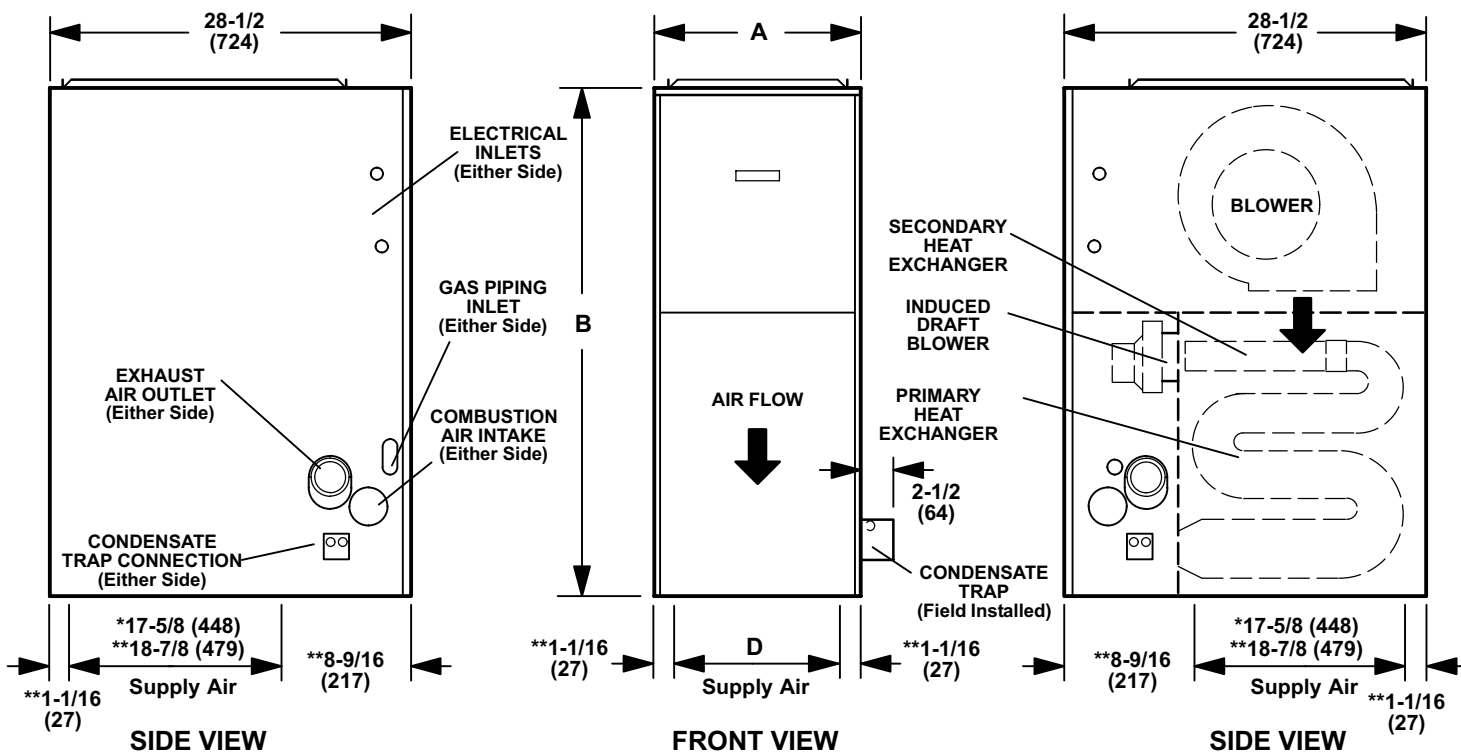 28-1/2
(724)
ELECTRICAL
INLETS
(Either Side)
GAS PIPING
INLET
(Either Side)
EXHAUST
AIR OUTLET
(Either Side)
COMBUSTION
AIR INTAKE
(Either Side)
CONDENSATE
TRAP CONNECTION
(Either Side)
*17-5/8 (448)
**18-7/8 (479)
Supply Air
**8-9/16
(217)
**1-1/16
(27)
SIDE VIEW
A
B
AIR FLOW
2-1/2
(64)
CONDENSATE
TRAP
(Field Installed)
**1-1/16
(27)
D
Supply Air
**1-1/16
(27)
FRONT VIEW
28-1/2
(724)
BLOWER
SECONDARY
HEAT
EXCHANGER
INDUCED
DRAFT
BLOWER
PRIMARY
HEAT
EXCHANGER
**8-9/16
(217)
*17-5/8 (448)
**18-7/8 (479)
Supply Air
**1-1/16
(27)
SIDE VIEW